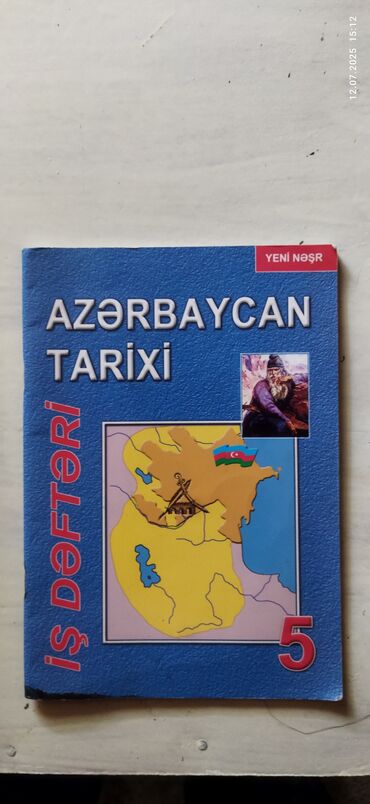 12.07.2025 15:12
YENİ NƏŞR
AZƏRBAYCAN
TARİXİ
İŞ DƏFTƏRİ
5